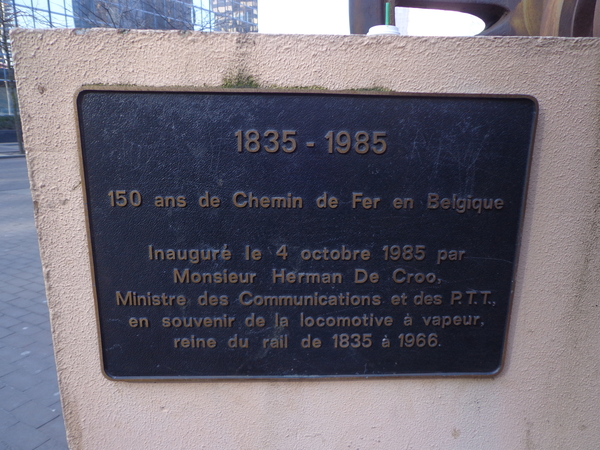 1835 - 1985
150 ans de Chemin de Fer en Belgique
Inauguré le 4 octobre 1985 par
Monsieur Herman De Croo,
Ministre des Communications et des P.T.T.,
en souvenir de la locomotive à vapeur,
reine du rail de 1835 à 1966.